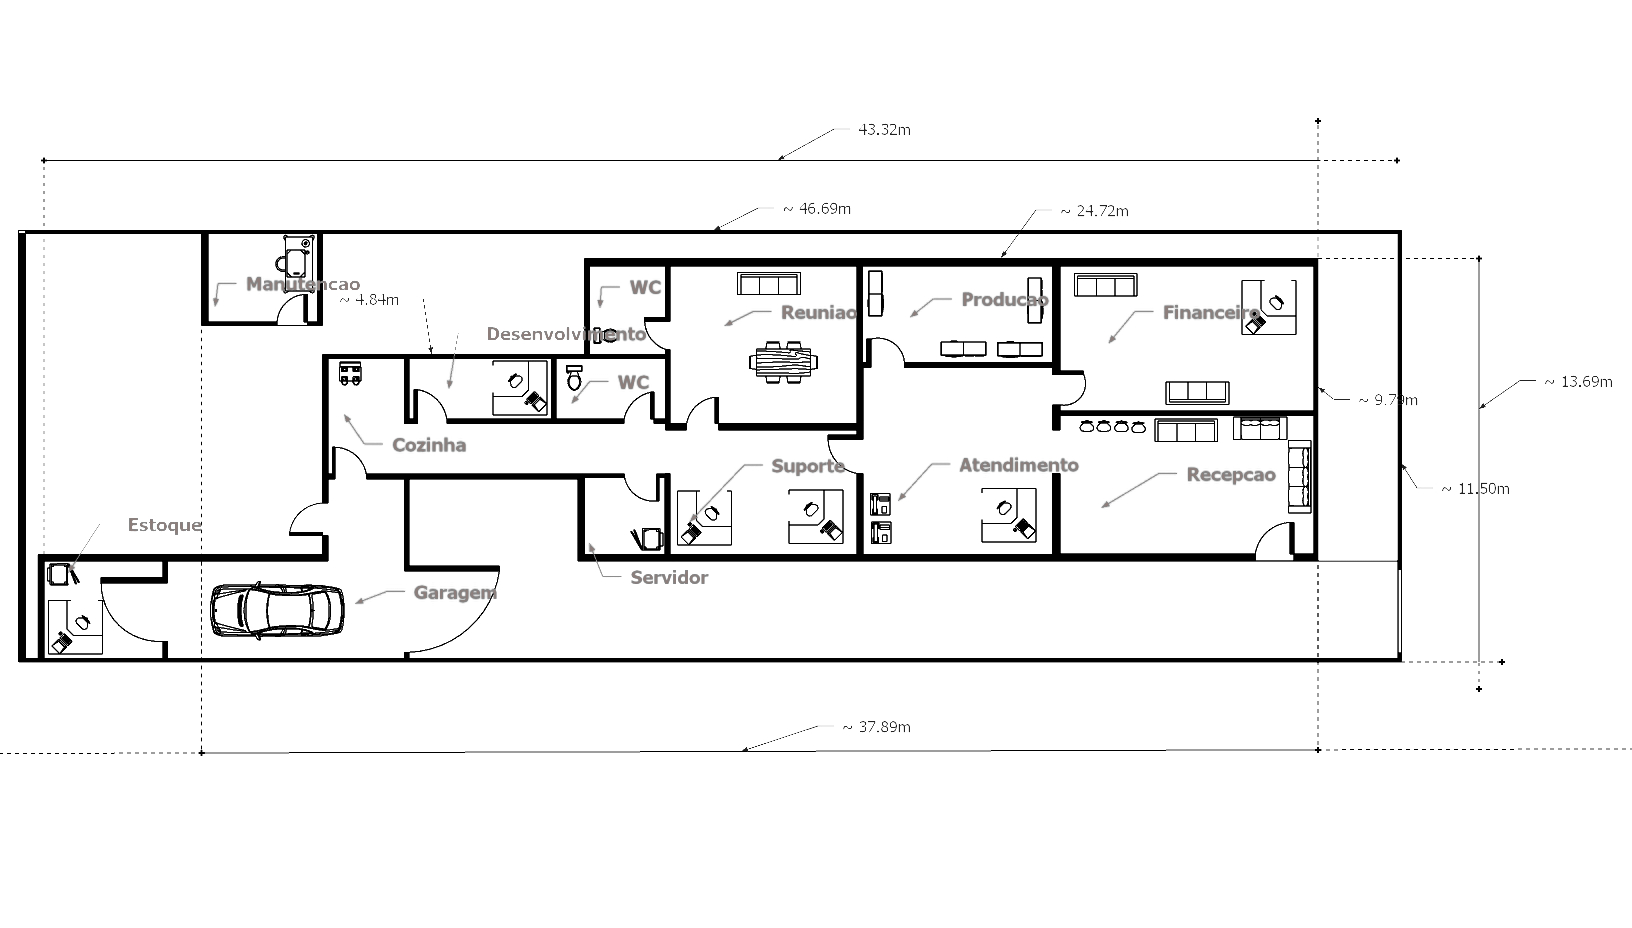 43.32m
~ 46.69m
~ 24.72m
Manutencao
~ 4.84m
WC
Desenvolvimento
Reuniao
Producao
Financeiro
WC
~ 13.69m
~ 9.79m
Cozinha
Suporte
Atendimento
Recepcao
~ 11.50m
Estoque
Servidor
Garagem
~ 37.89m